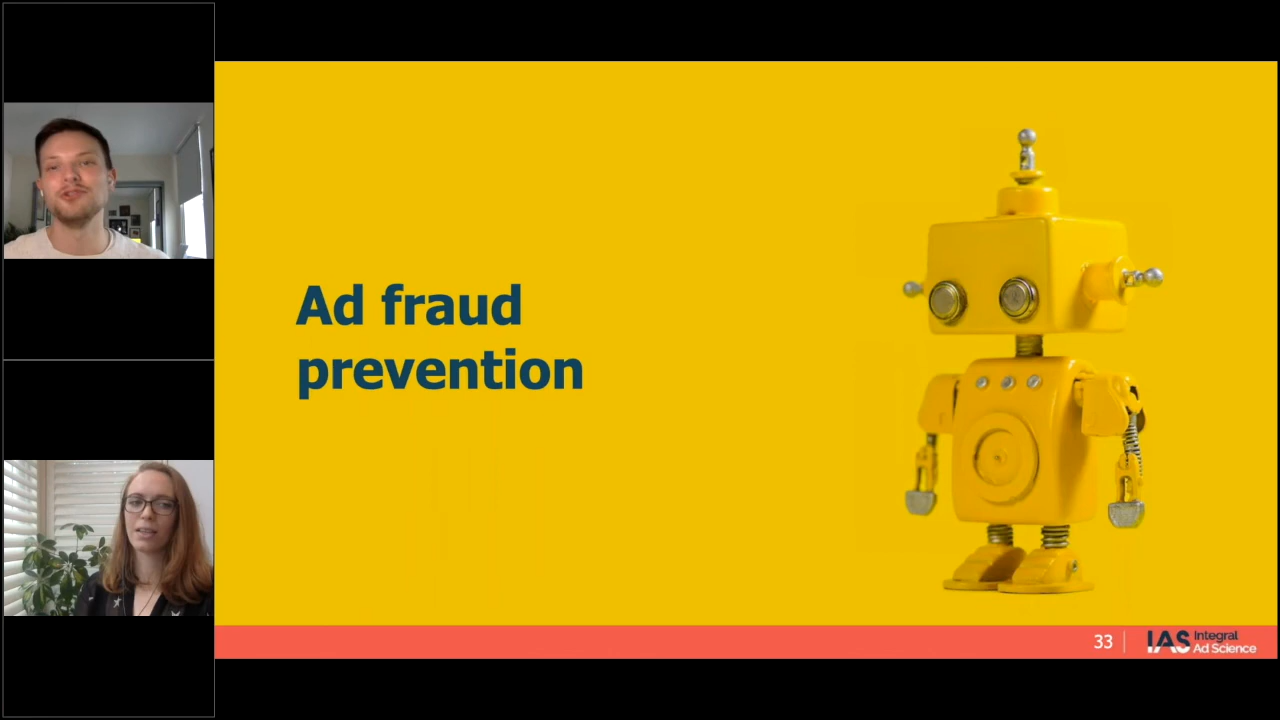 Ad fraud
prevention
33
IAS Integral
Ad Science